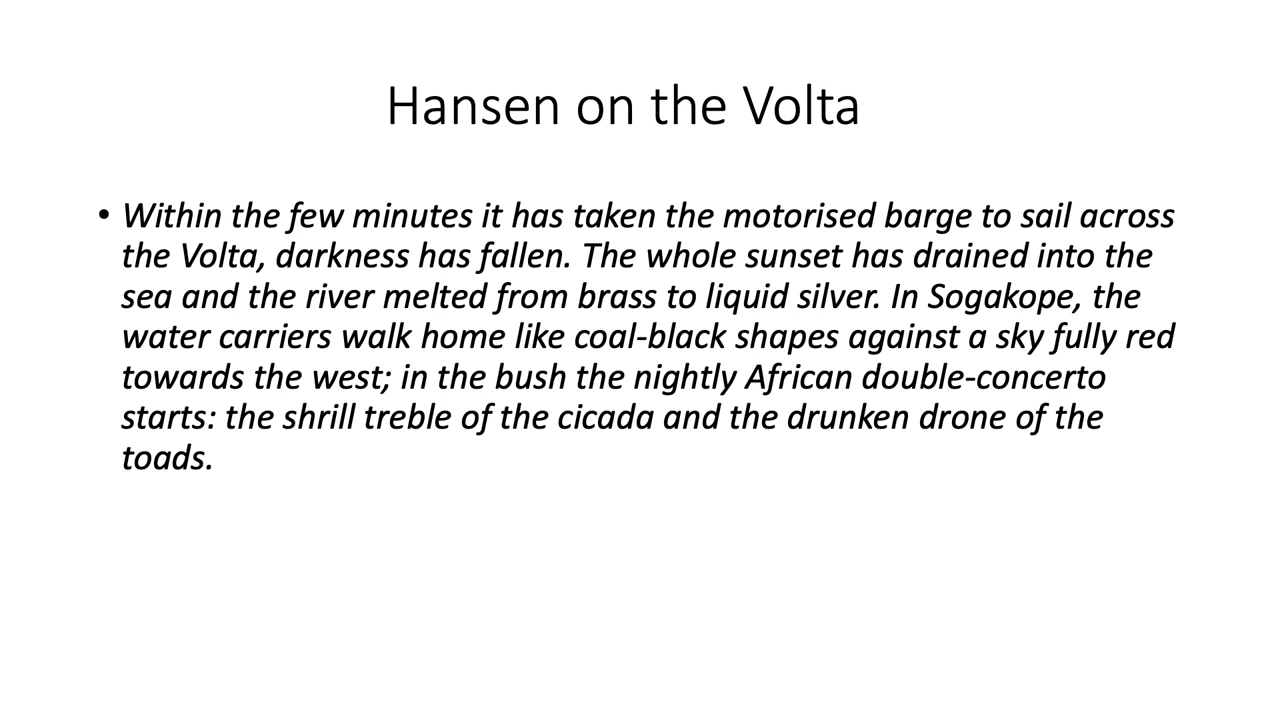 Hansen on the Volta
• Within the few minutes it has taken the motorised barge to sail across
the Volta, darkness has fallen. The whole sunset has drained into the
sea and the river melted from brass to liquid silver. In Sogakope, the
water carriers walk home like coal-black shapes against a sky fully red
towards the west; in the bush the nightly African double-concerto
starts: the shrill treble of the cicada and the drunken drone of the
toads.